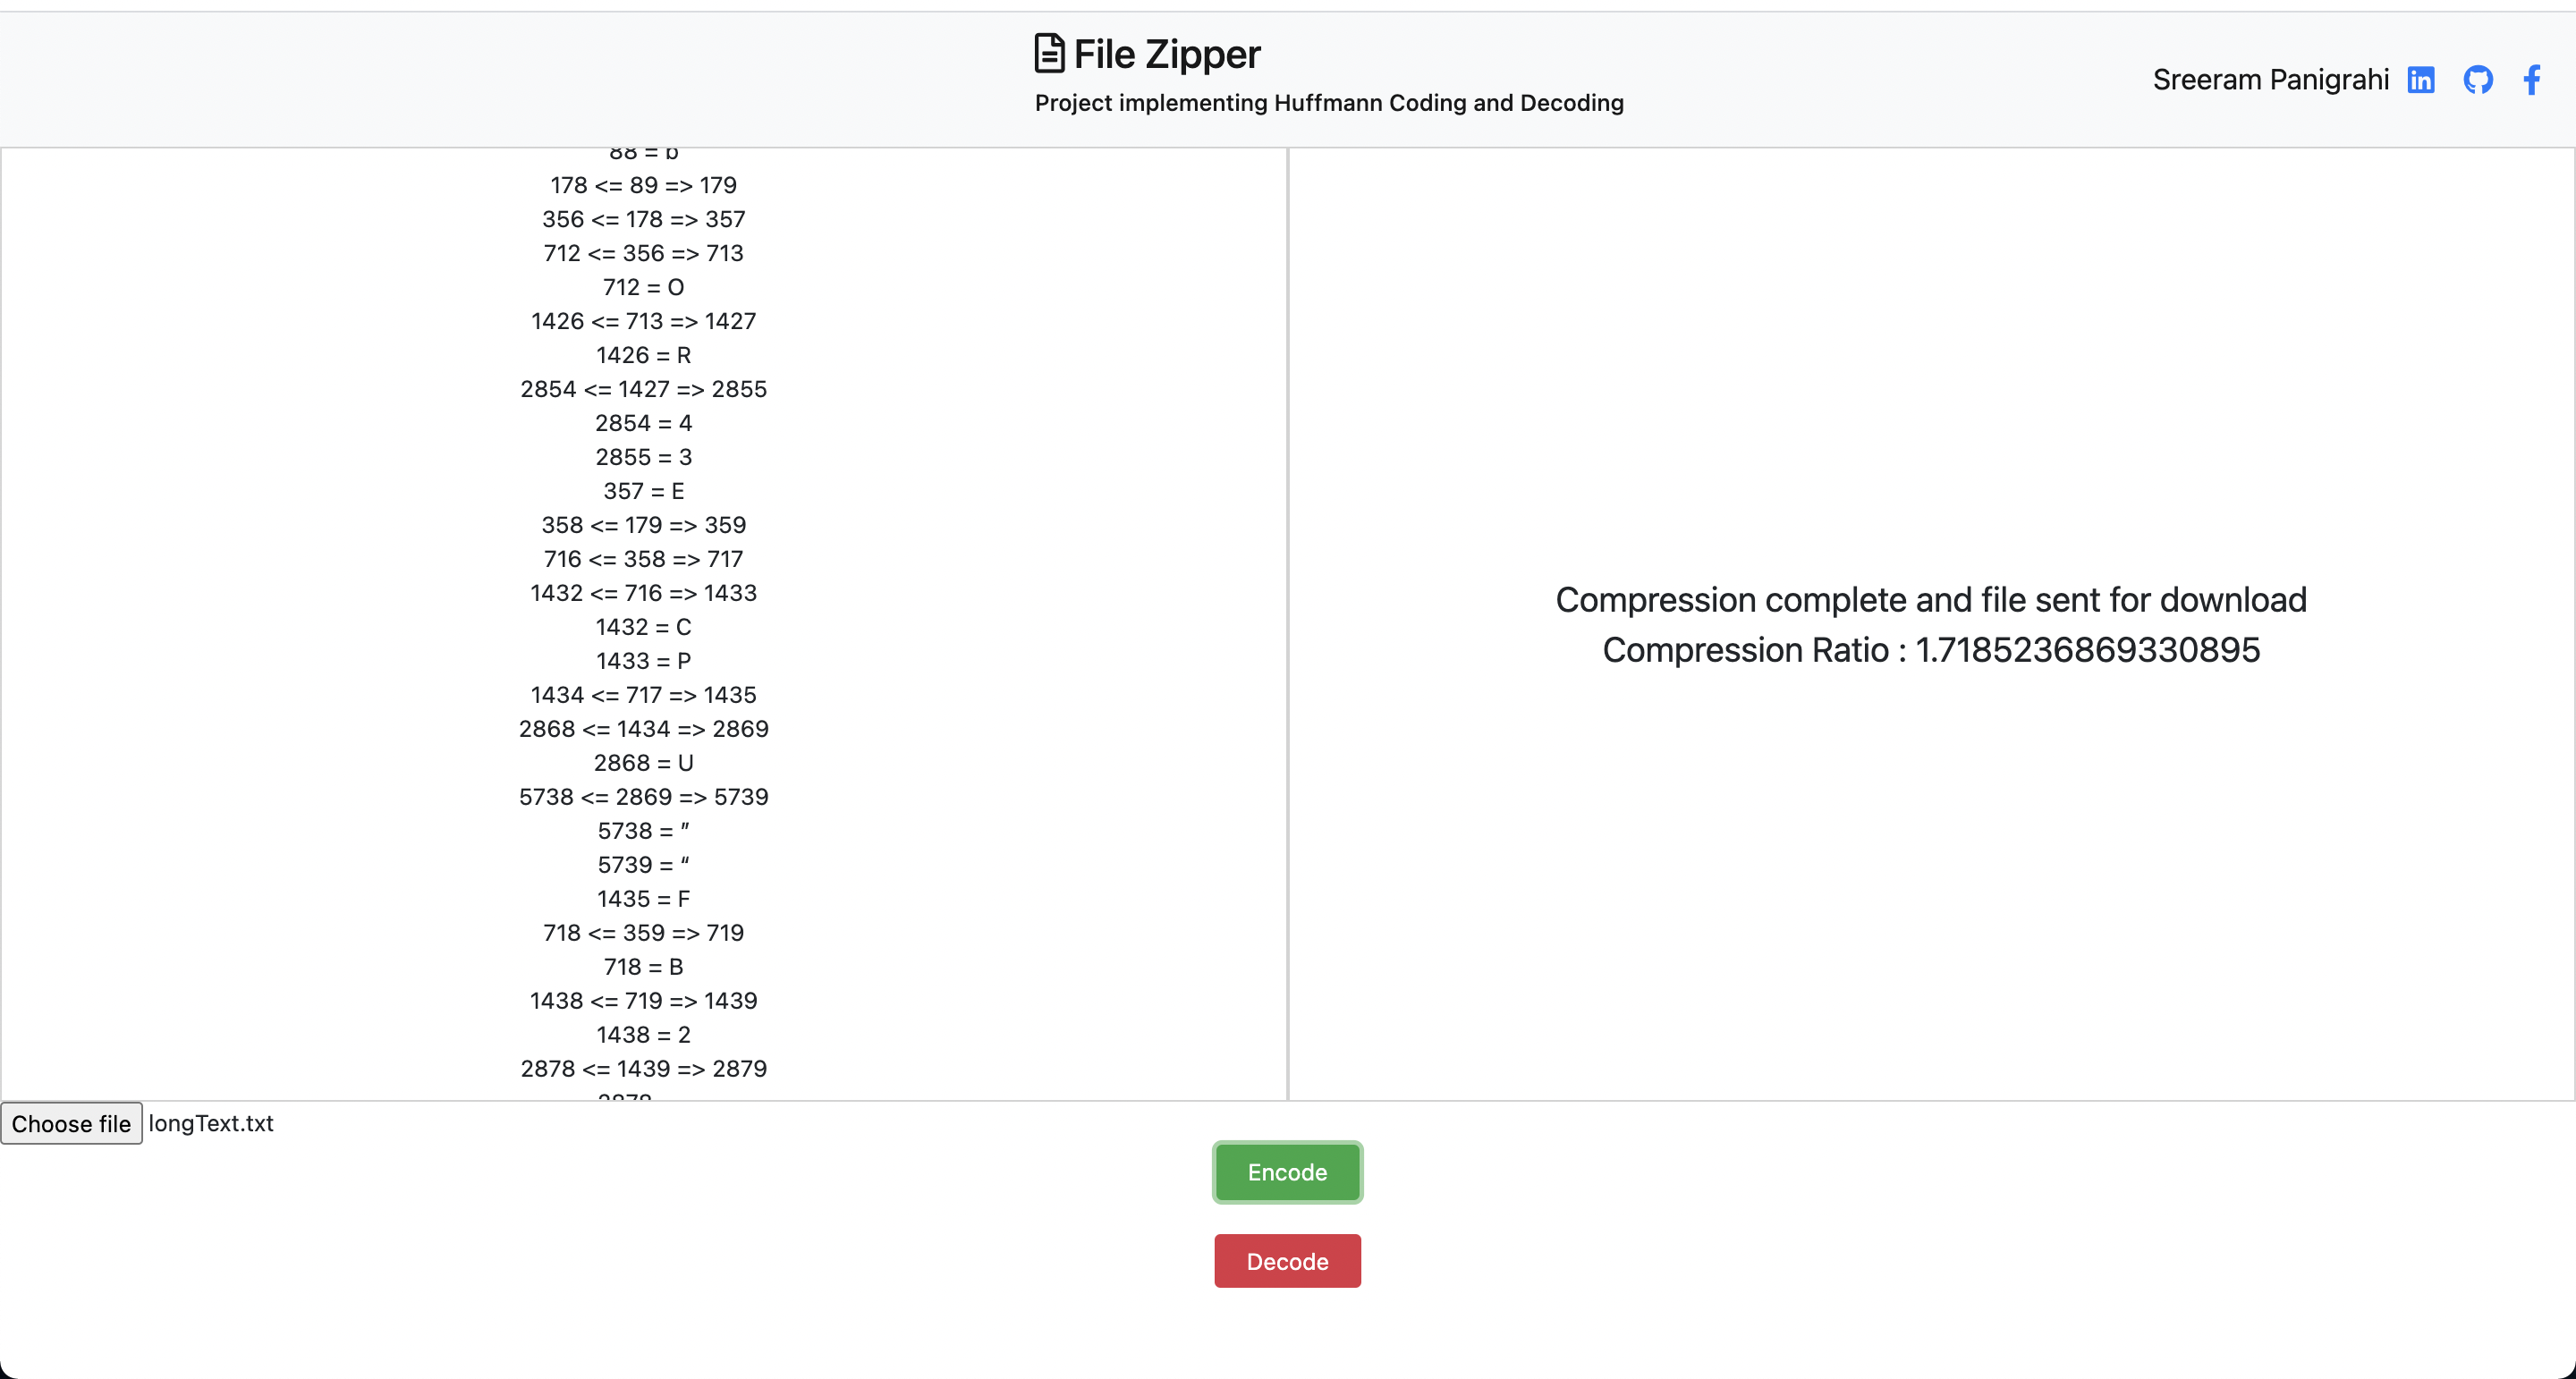 File Zipper
Project implementing Huffmann Coding and Decoding
Sreeram Panigrahi
88 = b
178 <= 89 => 179
356 <= 178 => 357
712 <= 356 => 713
712 = O
1426 <= 713 => 1427
1426 = R
2854 <= 1427 => 2855
2854 = 4
2855 = 3
357 = E
358 <= 179 => 359
716 <= 358 => 717
1432 <= 716 => 1433
1432 = C
1433 = P
1434 <= 717 => 1435
2868 <= 1434 => 2869
2868 = U
5738 <= 2869 => 5739
5738 = ”
5739 = “
1435 = F
718 <= 359 => 719
718 = B
1438 <= 719 => 1439
1438 = 2
2878 <= 1439 => 2879
Compression complete and file sent for download
Compression Ratio : 1.7185236869330895
Choose file longText.txt
Encode
Decode